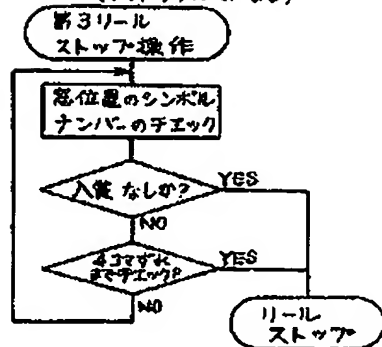 第3リール
ストップ操作
窓位置のシンボル
ナンバーのチェック
入賞なしか?
YES
NO
4コマずれ
までチェック?
YES
NO
リール
ストップ